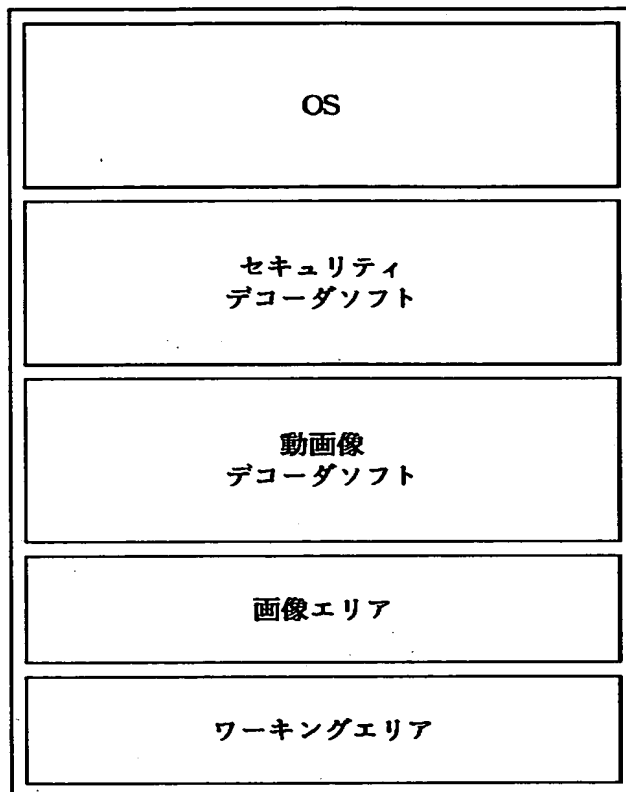 OS
セキュリティ
デコーダソフト
動画像
デコーダソフト
画像エリア
ワーキングエリア